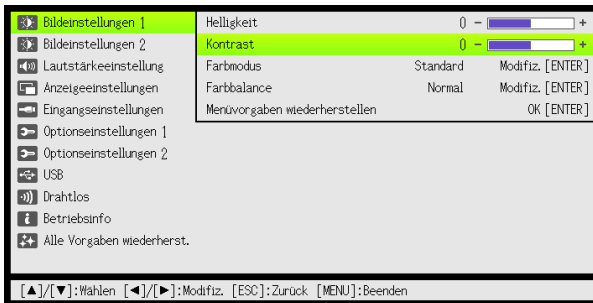 Bildeinstellungen 1
Bildeinstellungen 2
Lautstärkeeinstellung
Anzeigeeinstellungen
Eingangseinstellungen
Optionseinstellungen 1
Optionseinstellungen 2
USB
Drahtlos
Betriebsinfo
Alle Vorgaben wiederherst.
Helligkeit 0 - +
Kontrast 0 - +
Farbmodus Standard Modifiz. [ENTER]
Farbbalance Normal Modifiz. [ENTER]
Menüvorgaben wiederherstellen OK [ENTER]
[▲]/[▼]:Wählen [◄]/[►]:Modifiz. [ESC]:Zurück [MENU]:Beenden